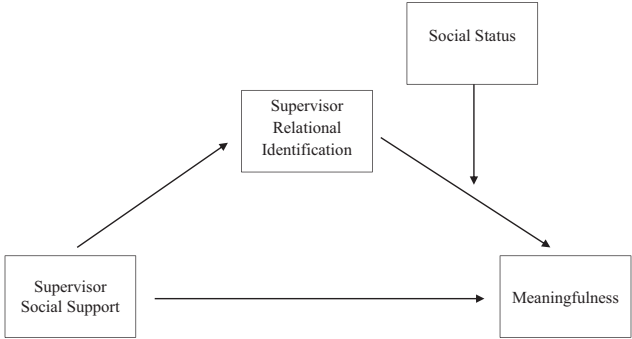 Social Status
Supervisor
Relational
Identification
Supervisor
Social Support
Meaningfulness